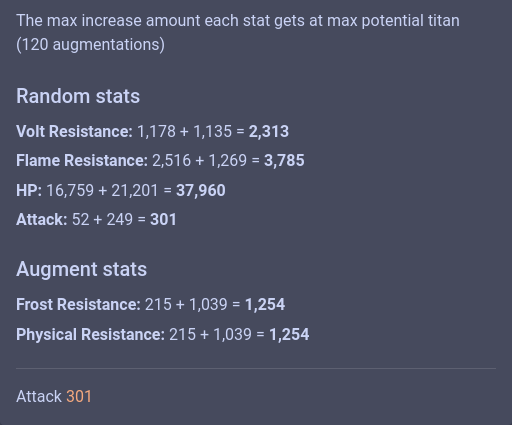 The max increase amount each stat gets at max potential titan
(120 augmentations)
Random stats
Volt Resistance: 1,178 + 1,135 = 2,313
Flame Resistance: 2,516 + 1,269 = 3,785
HP: 16,759 + 21,201 = 37,960
Attack: 52 + 249 = 301
Augment stats
Frost Resistance: 215 + 1,039 = 1,254
Physical Resistance: 215 + 1,039 = 1,254
Attack 301